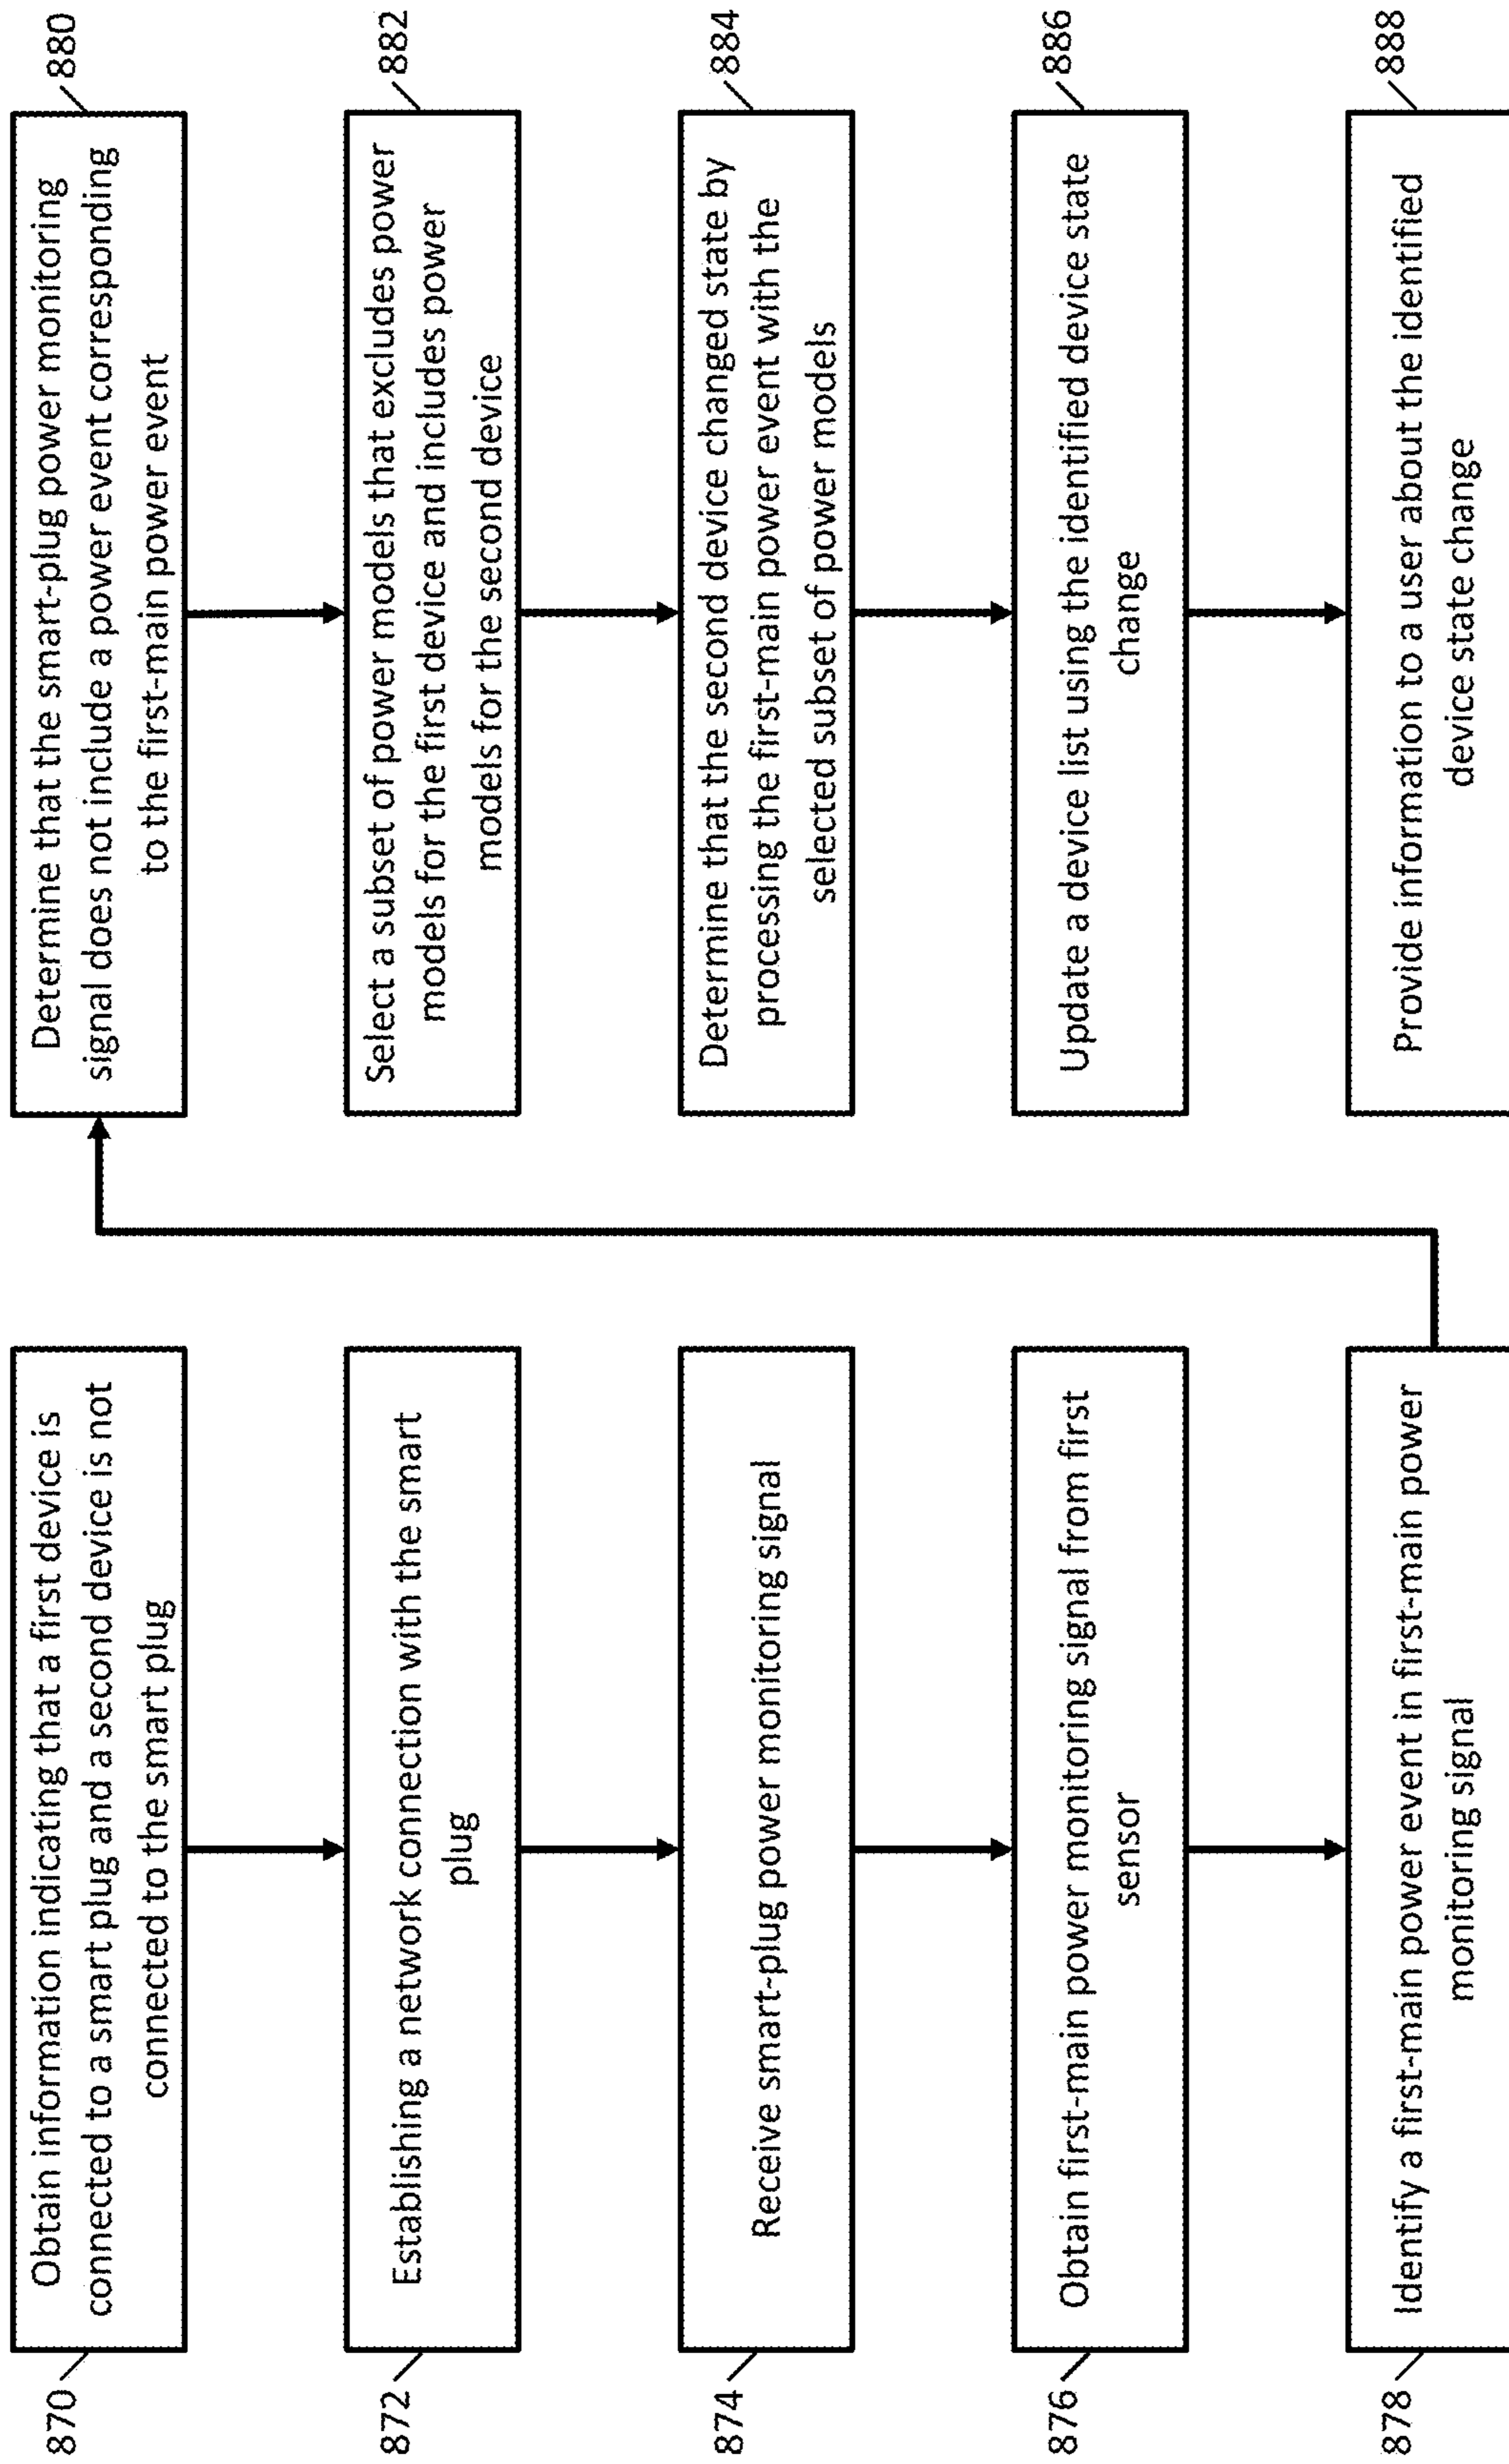 870
Obtain information indicating that a first device is
connected to a smart plug and a second device is not
connected to the smart plug
872
Establishing a network connection with the smart
plug
874
Receive smart-plug power monitoring signal
876
Obtain first-main power monitoring signal from first
sensor
878
Identify a first-main power event in first-main power
monitoring signal
880
Determine that the smart-plug power monitoring
signal does not include a power event corresponding
to the first-main power event
882
Select a subset of power models that excludes power
models for the first device and includes power
models for the second device
884
Determine that the second device changed state by
processing the first-main power event with the
selected subset of power models
886
Update a device list using the identified device state
change
888
Provide information to a user about the identified
device state change